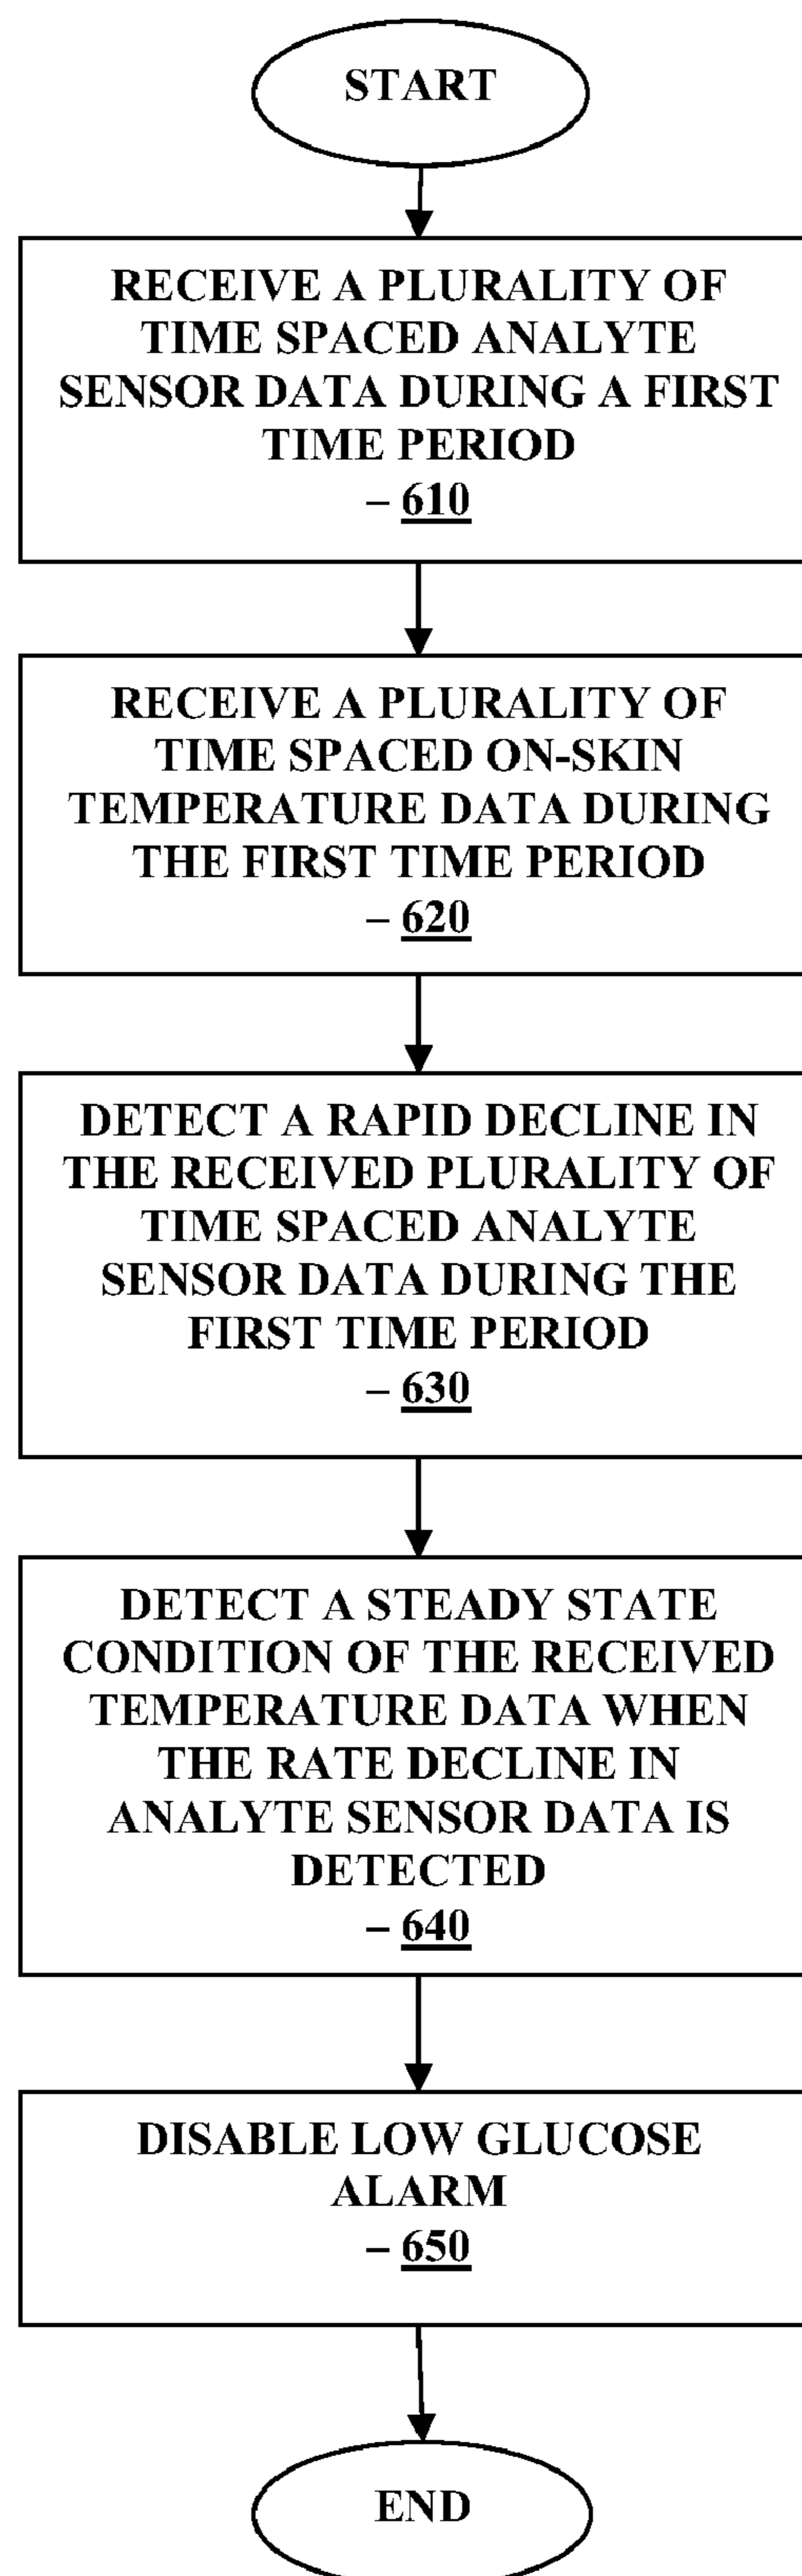 START
RECEIVE A PLURALITY OF
TIME SPACED ANALYTE
SENSOR DATA DURING A FIRST
TIME PERIOD
– 610
RECEIVE A PLURALITY OF
TIME SPACED ON-SKIN
TEMPERATURE DATA DURING
THE FIRST TIME PERIOD
– 620
DETECT A RAPID DECLINE IN
THE RECEIVED PLURALITY OF
TIME SPACED ANALYTE
SENSOR DATA DURING THE
FIRST TIME PERIOD
– 630
DETECT A STEADY STATE
CONDITION OF THE RECEIVED
TEMPERATURE DATA WHEN
THE RATE DECLINE IN
ANALYTE SENSOR DATA IS
DETECTED
– 640
DISABLE LOW GLUCOSE
ALARM
– 650
END